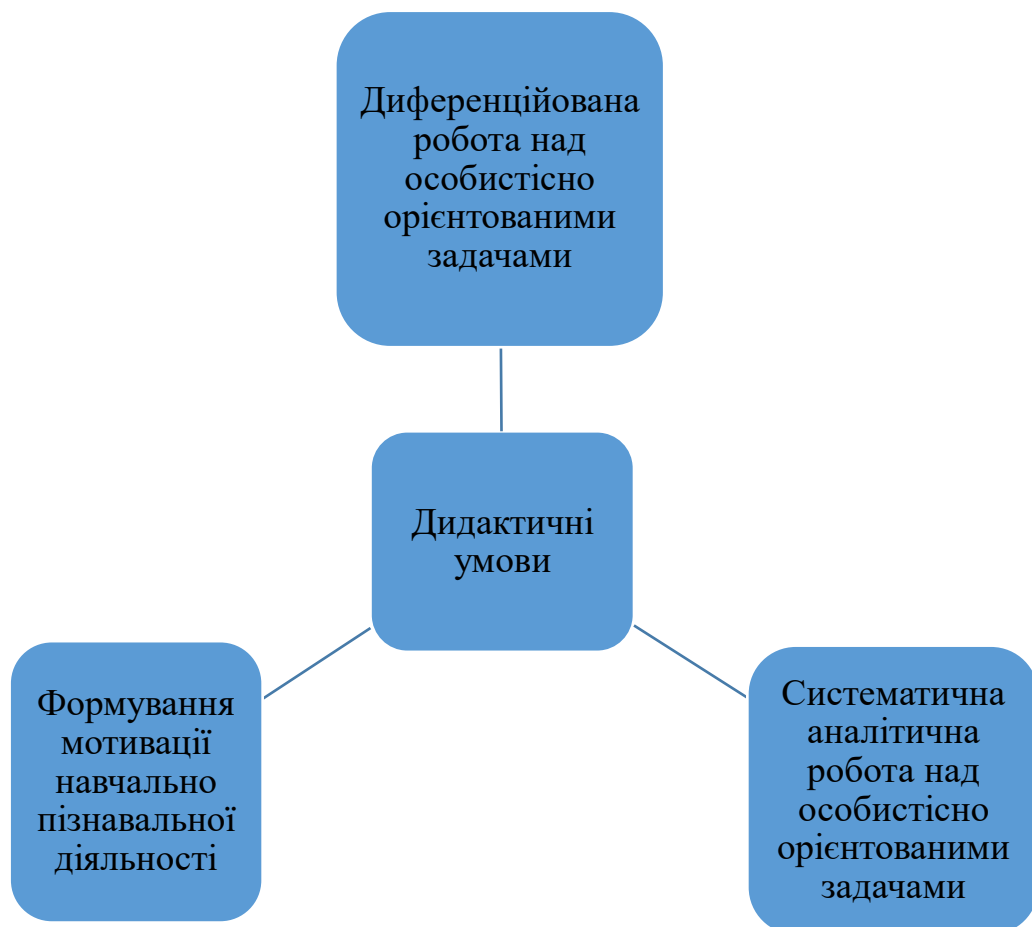 Диференційована
робота над
особистісно
орієнтованими
задачами
Дидактичні
умови
Формування
мотивації
навчально
пізнавальної
діяльності
Систематична
аналітична
робота над
особистісно
орієнтованими
задачами